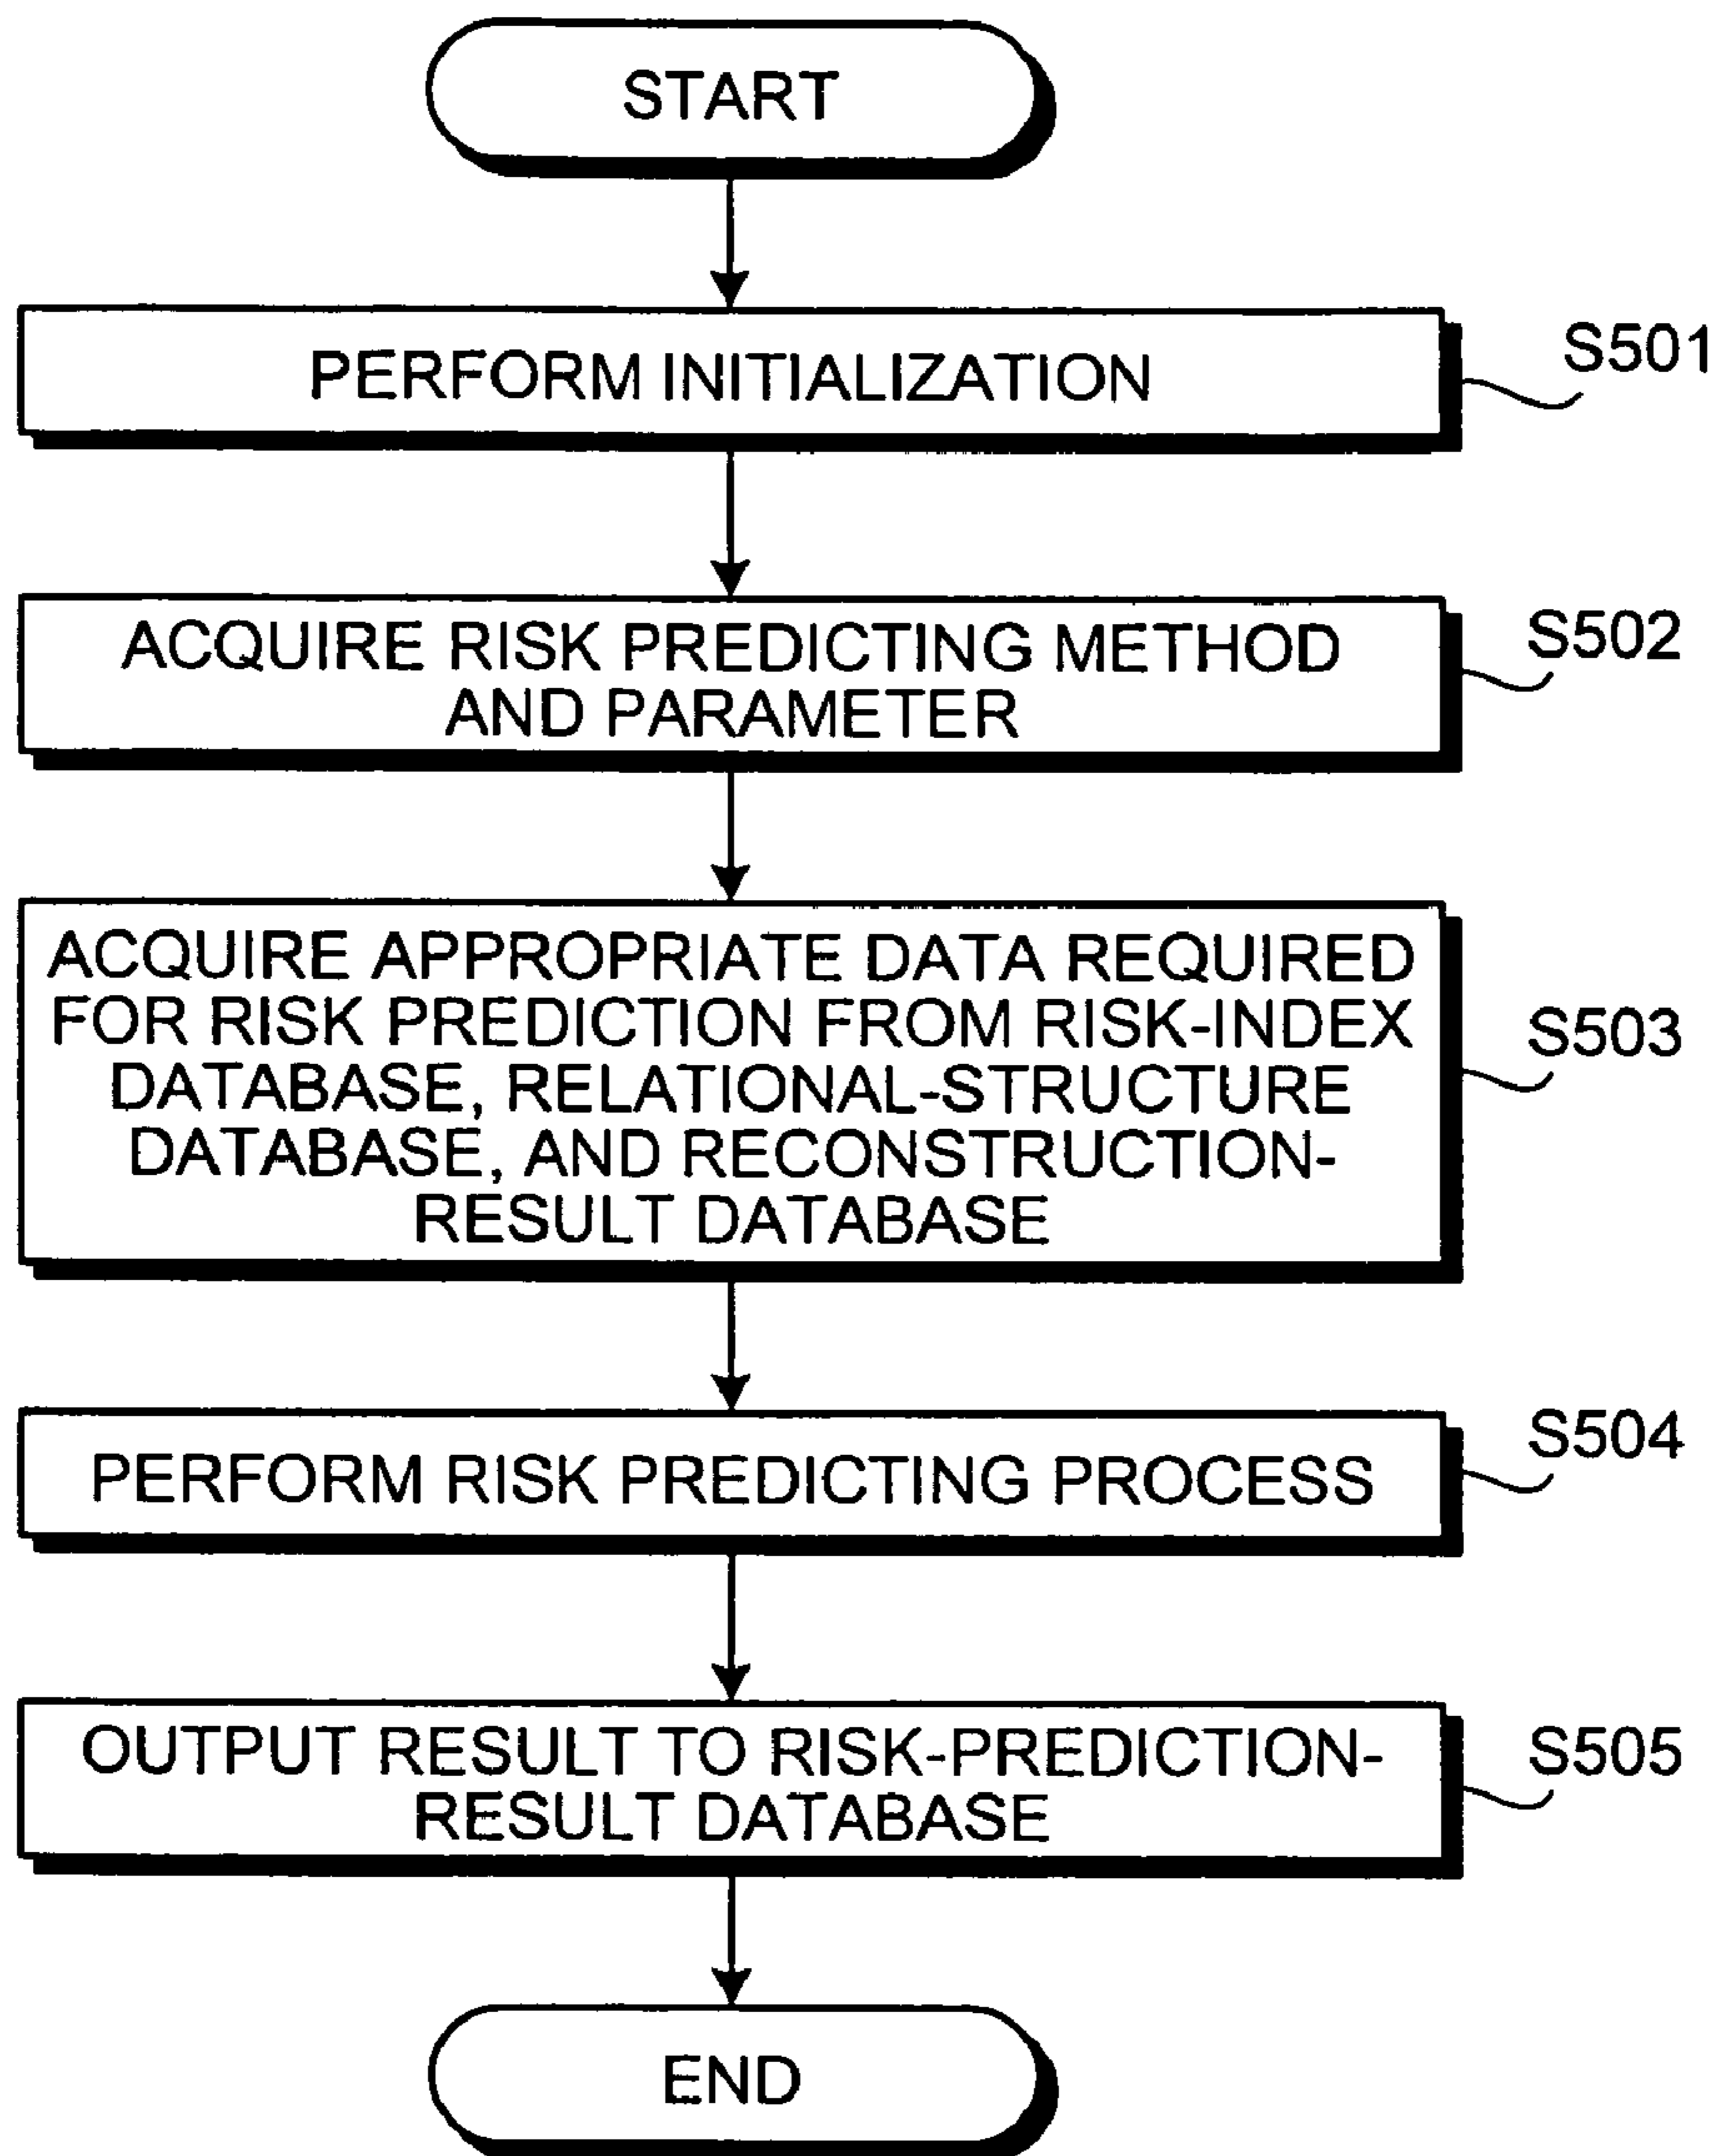 START
PERFORM INITIALIZATION
S501
ACQUIRE RISK PREDICTING METHOD
AND PARAMETER
S502
ACQUIRE APPROPRIATE DATA REQUIRED
FOR RISK PREDICTION FROM RISK-INDEX
DATABASE, RELATIONAL-STRUCTURE
DATABASE, AND RECONSTRUCTION-
RESULT DATABASE
S503
PERFORM RISK PREDICTING PROCESS
S504
OUTPUT RESULT TO RISK-PREDICTION-
RESULT DATABASE
S505
END